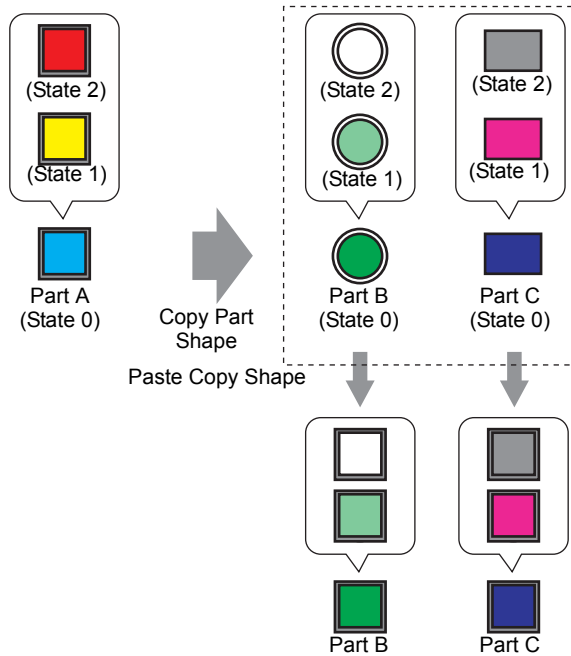 (State 2)
(State 2)
(State 2)
(State 1)
(State 1)
(State 1)
Part A
(State 0)
Part B
(State 0)
Part C
(State 0)
Copy Part
Shape
Paste Copy Shape
Part B
Part C